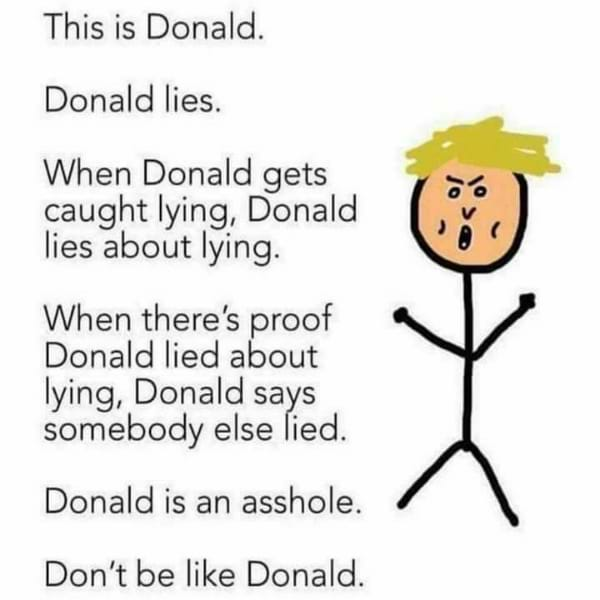 This is Donald.
Donald lies.
When Donald gets
caught lying, Donald
lies about lying.
When there's proof
Donald lied about
lying, Donald says
somebody else lied.
Donald is an asshole.
Don't be like Donald.